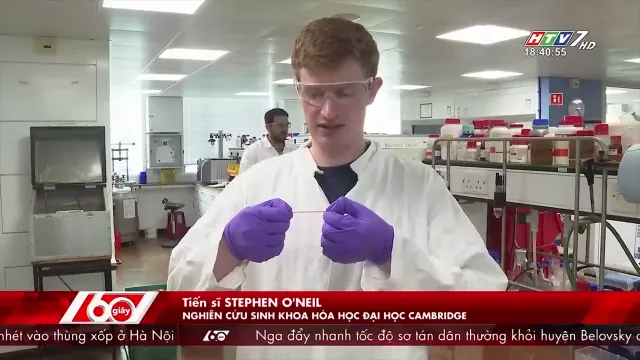 HTV7 HD
18:40:55
60 giây
Tiến sĩ STEPHEN O'NEIL
NGHIÊN CỨU SINH KHOA HÓA HỌC ĐẠI HỌC CAMBRIDGE
nhét vào thùng xốp ở Hà Nội 60 Nga đẩy nhanh tốc độ sơ tán dân thường khỏi huyện Belovsky